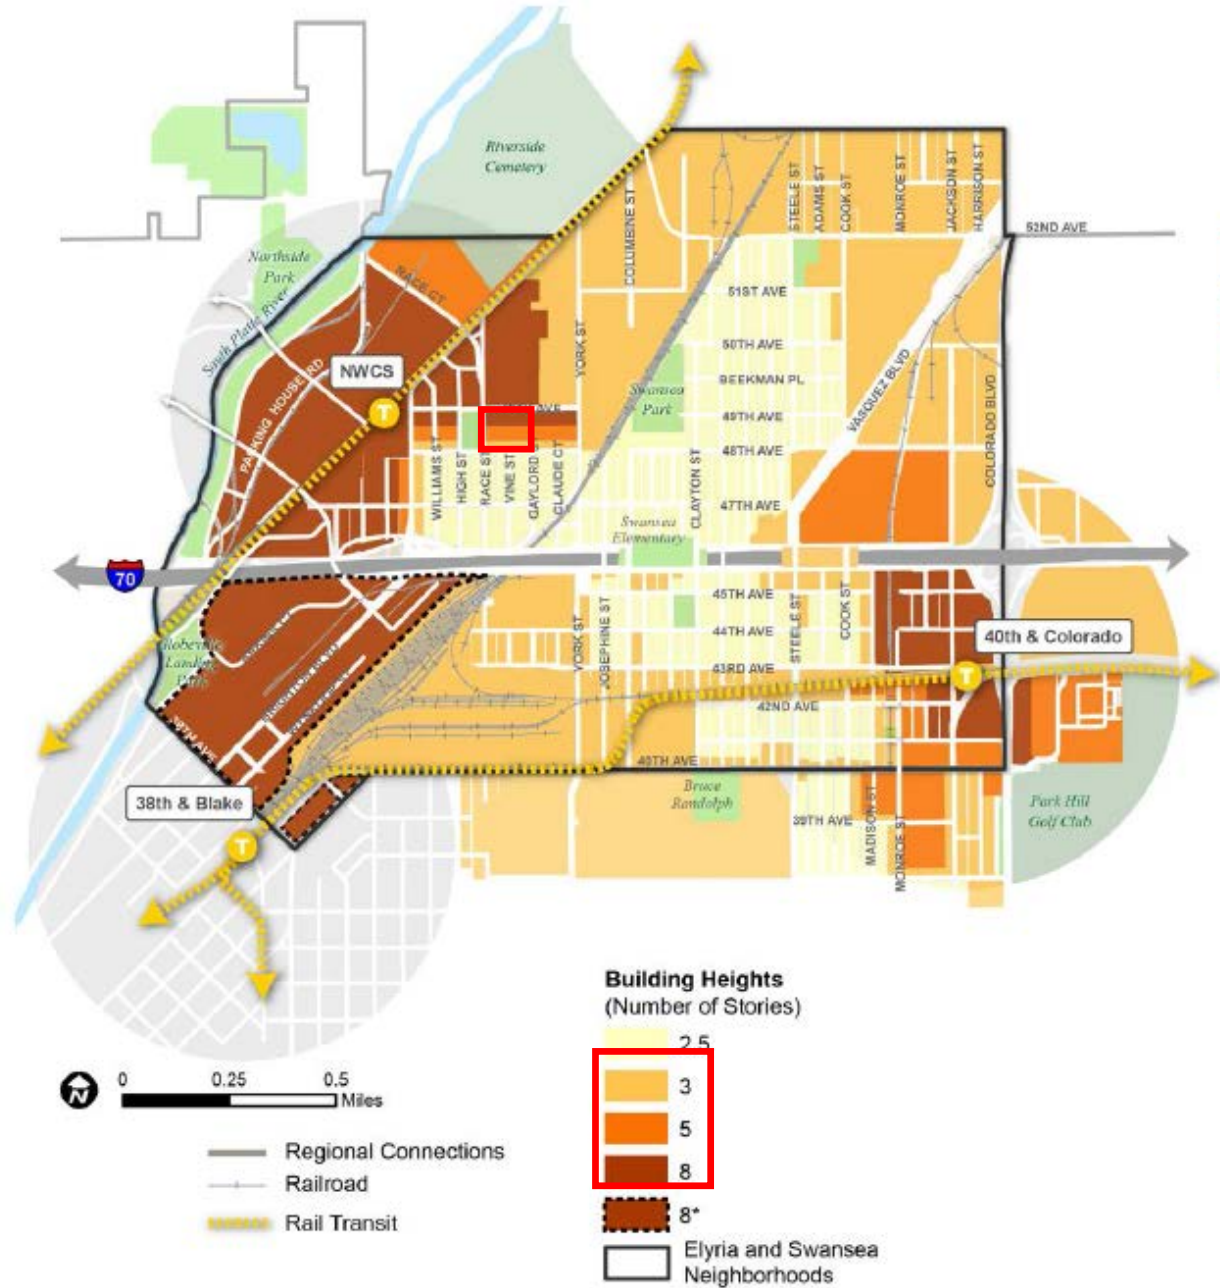 Riverside
Cemetery
Northside
Park
South Platte River
RACE CT
NWCS
PACKING HOUSE RD
COLUMBINE ST
YORK ST
STEELE ST
ADAMS ST
COOK ST
MONROE ST
JACKSON ST
HARRISON ST
52ND AVE
51ST AVE
50TH AVE
BEEKMAN PL
49TH AVE
48TH AVE
47TH AVE
VASQUEZ BLVD
COLORADO BLVD
Swansea
Park
AVE
WILLIAMS ST
HIGH ST
RACE ST
VINE ST
GAYLORD
CLAUDE CT
CLAYTON ST
Swansea
Elementary
70
45TH AVE
44TH AVE
43RD AVE
42ND AVE
40TH AVE
39TH AVE
YORK ST
JOSEPHINE ST
STEELE ST
COOK ST
BRIGHTON BLVD
38TH AVE
Landing
40th & Colorado
T
T
T
38th & Blake
Bruce
Randolph
MADISON ST
MONROE ST
Park Hill
Golf Club
Building Heights
(Number of Stories)
2.5
3
5
8
8*
Elyria and Swansea
Neighborhoods
N
0 0.25 0.5
Miles
Regional Connections
Railroad
Rail Transit